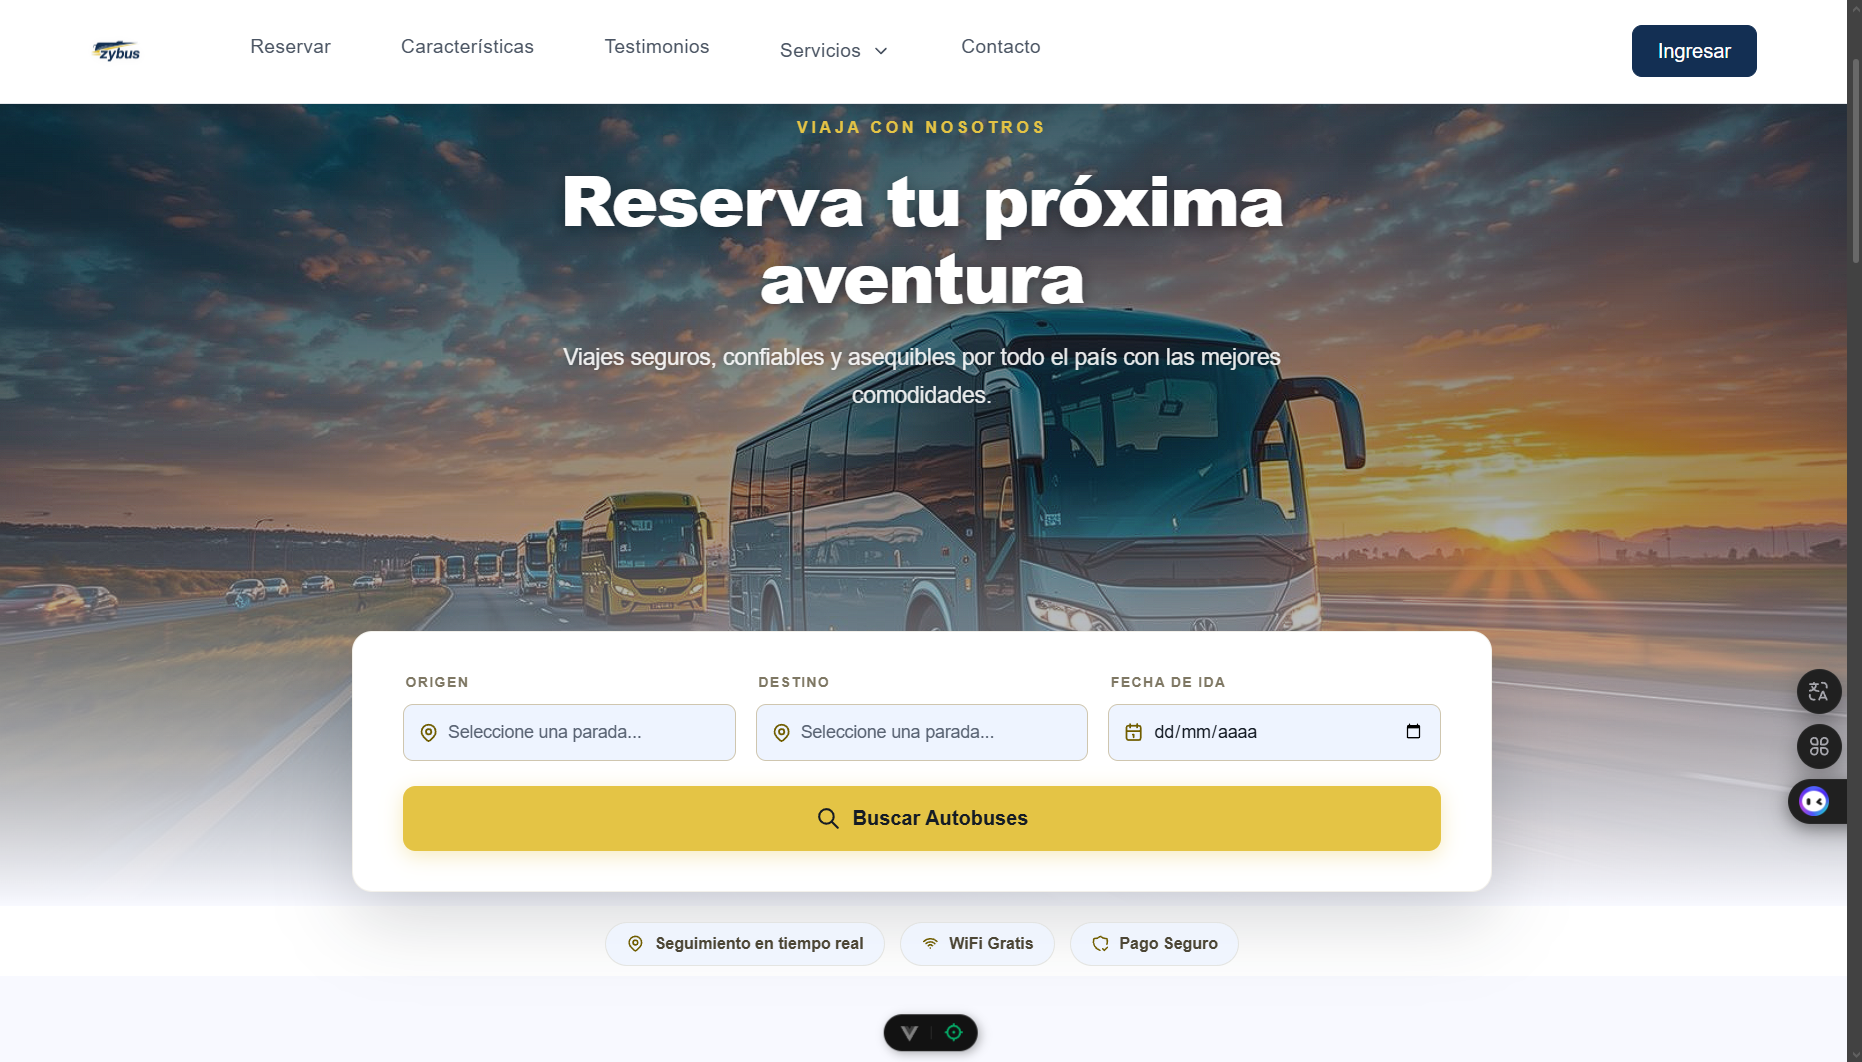 zybus
Reservar
Características
Testimonios
Servicios
Contacto
Ingresar
VIAJA CON NOSOTROS
Reserva tu próxima
aventura
Viajes seguros, confiables y asequibles por todo el país con las mejores
comodidades.
ORIGEN
DESTINO
FECHA DE IDA
Seleccione una parada...
Seleccione una parada...
dd/mm/aaaa
Buscar Autobuses
Seguimiento en tiempo real
WiFi Gratis
Pago Seguro